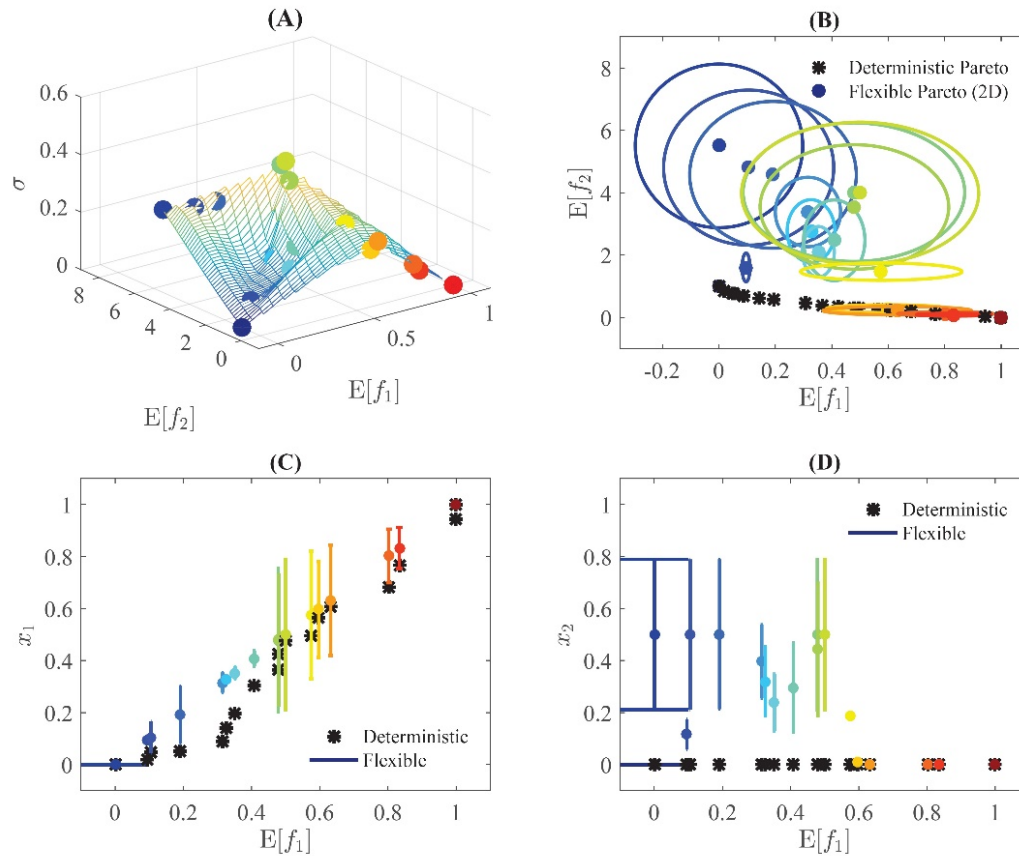 (A)
0.6
0.4
σ
0.2
0
8
6
4
2
0
0
0.5
1
E[f₂]
E[f₁]
(B)
8
6
4
2
0
E[f₂]
✱ Deterministic Pareto
● Flexible Pareto (2D)
-0.2 0 0.2 0.4 0.6 0.8 1
E[f₁]
(C)
1
0.8
0.6
0.4
0.2
0
x₁
✱ Deterministic
Flexible
0 0.2 0.4 0.6 0.8 1
E[f₁]
(D)
1
0.8
0.6
0.4
0.2
0
x₂
✱ Deterministic
Flexible
0 0.2 0.4 0.6 0.8 1
E[f₁]